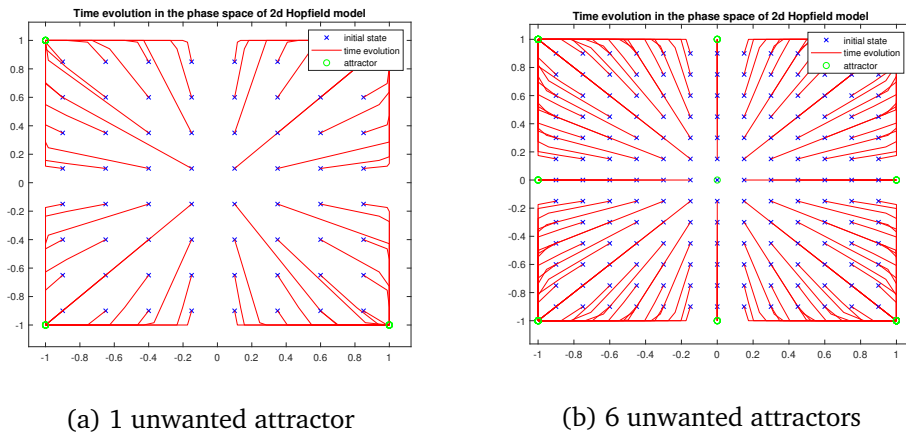 Time evolution in the phase space of 2d Hopfield model
initial state
time evolution
attractor
1
0.8
0.6
0.4
0.2
0
-0.2
-0.4
-0.6
-0.8
-1
-1 -0.8 -0.6 -0.4 -0.2 0 0.2 0.4 0.6 0.8 1
(a) 1 unwanted attractor
Time evolution in the phase space of 2d Hopfield model
initial state
time evolution
attractor
1
0.8
0.6
0.4
0.2
0
-0.2
-0.4
-0.6
-0.8
-1
-1 -0.8 -0.6 -0.4 -0.2 0 0.2 0.4 0.6 0.8 1
(b) 6 unwanted attractors